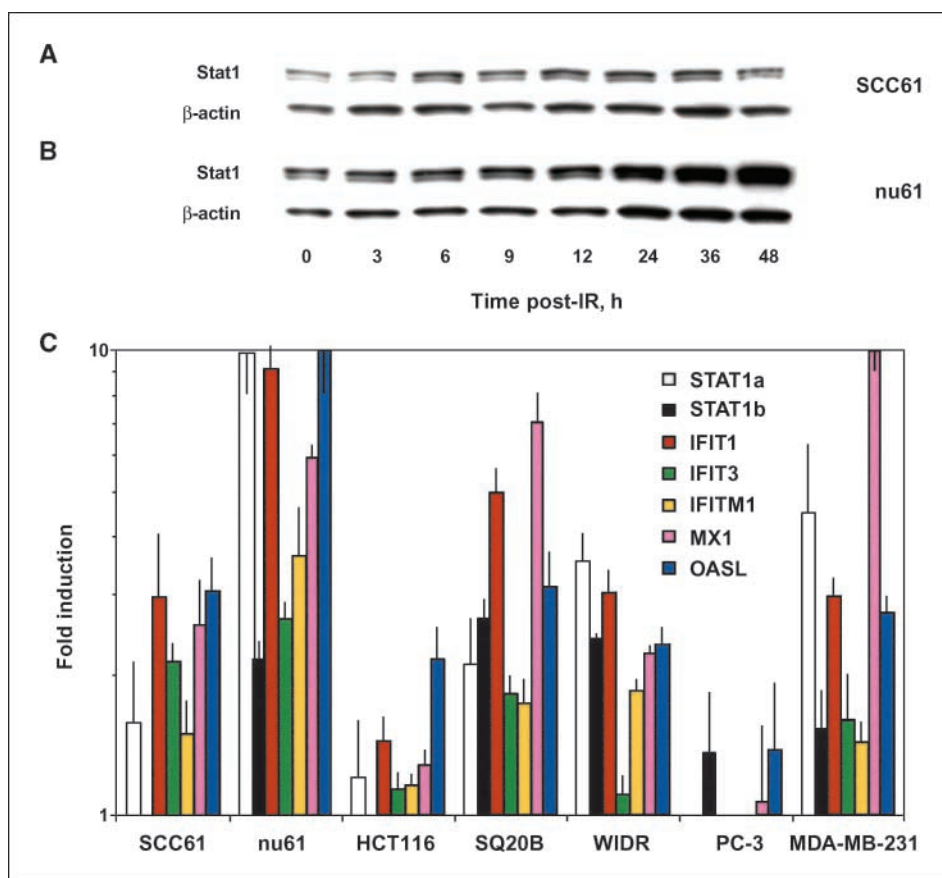 A
Stat1
SCC61
β-actin
B
Stat1
nu61
β-actin
0 3 6 9 12 24 36 48
Time post-IR, h
C
10
STAT1a
STAT1b
IFIT1
IFIT3
IFITM1
MX1
OASL
Fold induction
1
SCC61 nu61 HCT116 SQ20B WIDR PC-3 MDA-MB-231